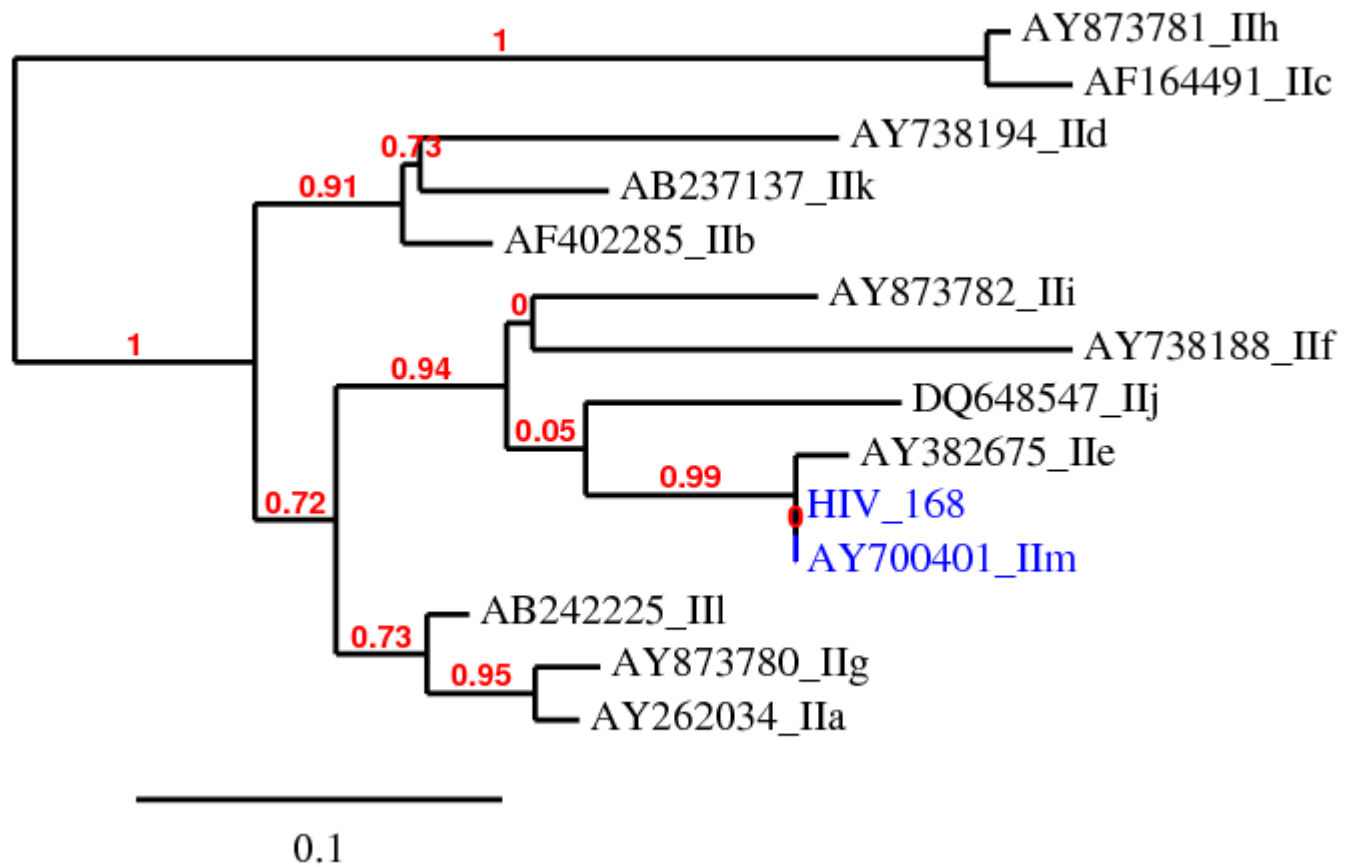 1
AY873781_IIh
AF164491_IIc
AY738194_IId
0.73
AB237137_IIk
0.91
AF402285_IIb
AY873782_IIi
0
AY738188_IIf
1
0.94
DQ648547_IIj
0.05
AY382675_IIe
0.99
HIV_168
0.72
0
AY700401_IIm
AB242225_IIl
0.73
AY873780_IIg
0.95
AY262034_IIa
0.1